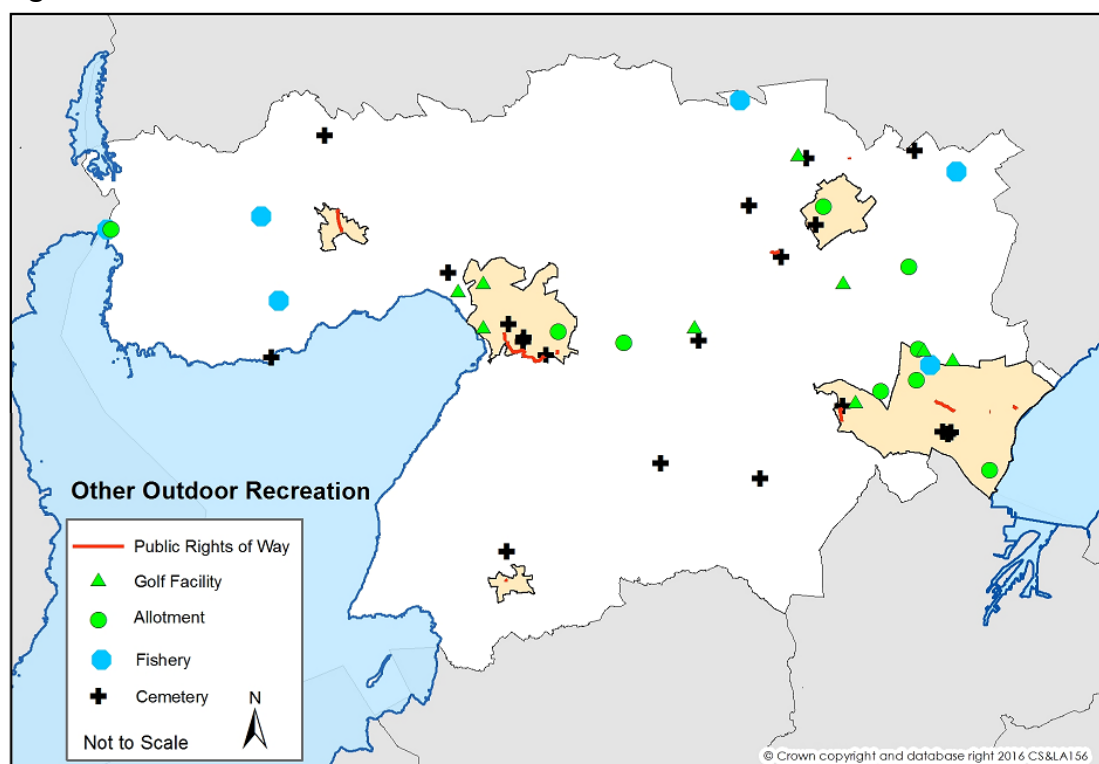 Other Outdoor Recreation
Public Rights of Way
Golf Facility
Allotment
Fishery
Cemetery
N
Not to Scale
© Crown copyright and database right 2016 CS&LA156